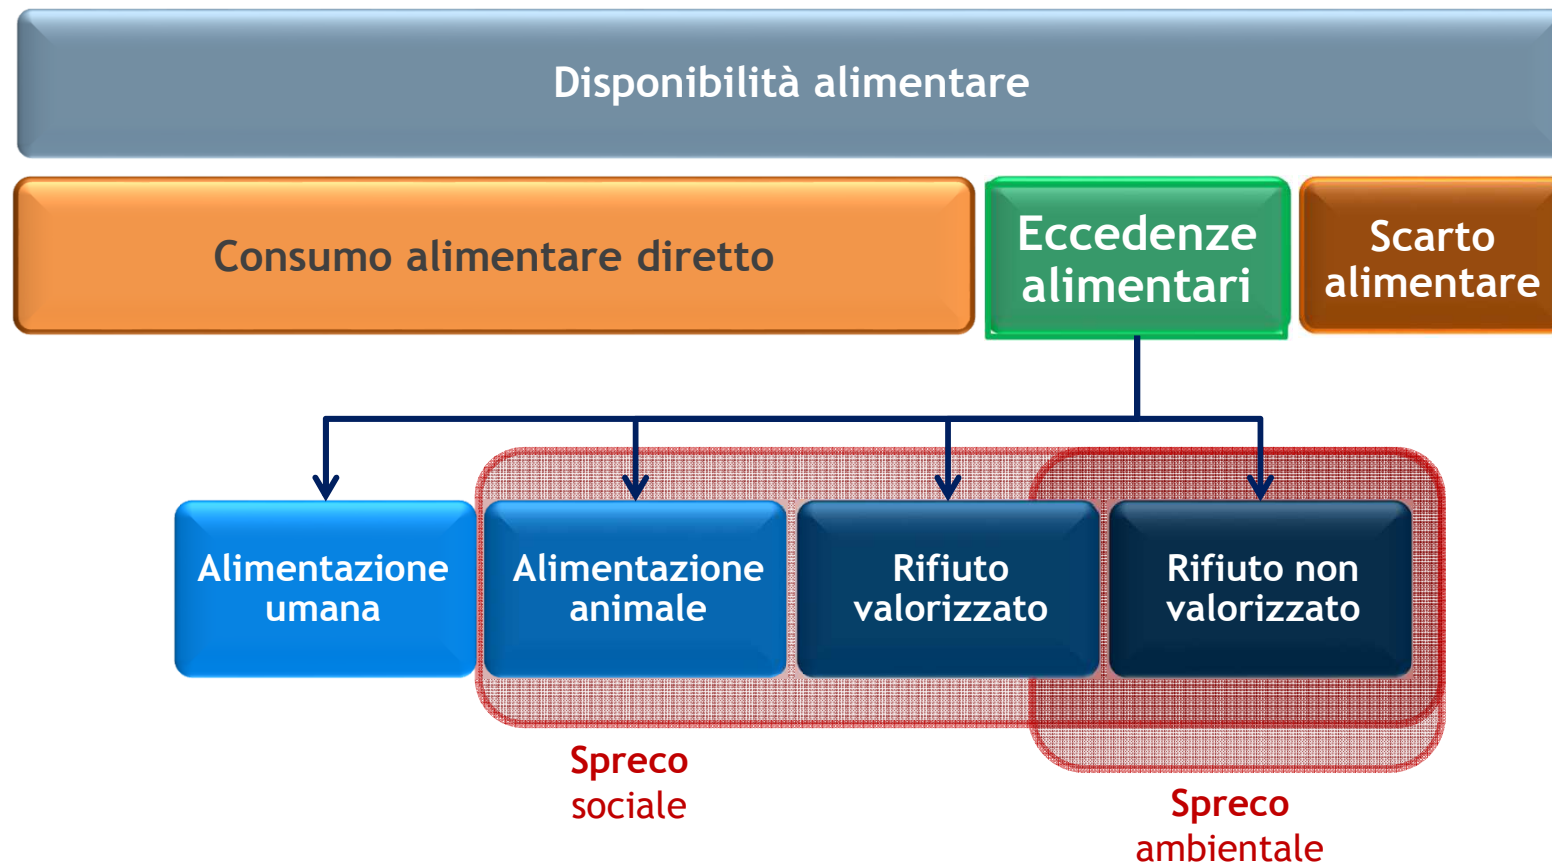 Disponibilità alimentare
Consumo alimentare diretto
Eccedenze
alimentari
Scarto
alimentare
Alimentazione
umana
Alimentazione
animale
Rifiuto
valorizzato
Rifiuto non
valorizzato
Spreco
sociale
Spreco
ambientale